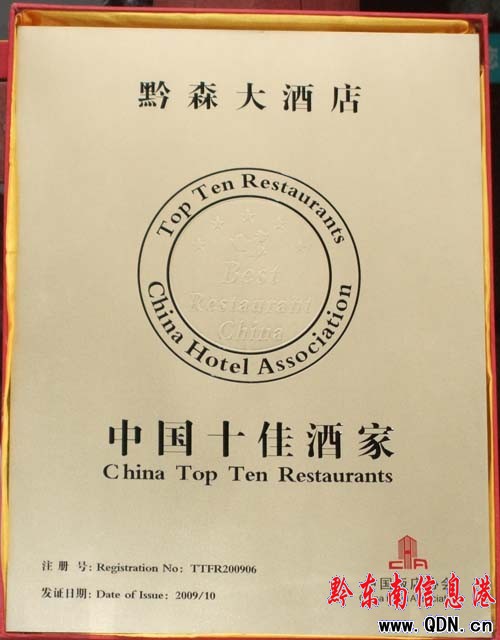 黔森大酒店
Top Ten Restaurants
Best
Restaurant
China
China Hotel Association
中国十佳酒家
China Top Ten Restaurants
注册号: Registration No: TTFR200906
发证日期: Date of Issue: 2009/10
黔东南信息港
www.QDN.cn